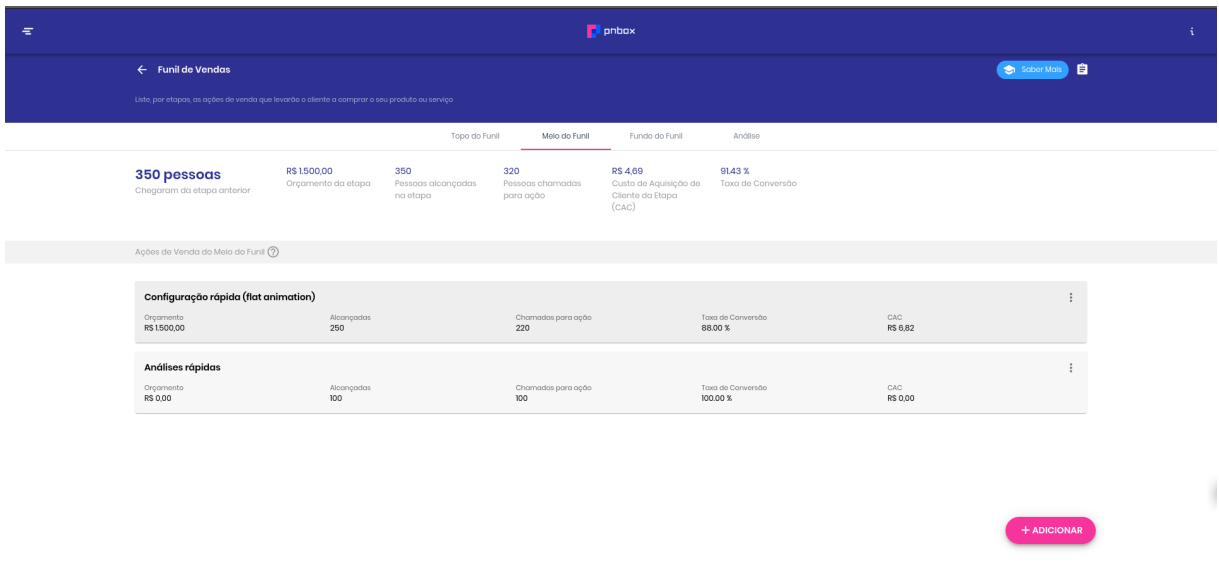 pnbox
Funil de Vendas
Saber Mais
Liste, por etapas, as ações de venda que levarão o cliente a comprar o seu produto ou serviço
Topo do Funil Meio do Funil Fundo do Funil Análise
350 pessoas
Chegaram da etapa anterior
R$ 1.500,00
Orçamento da etapa
350
Pessoas alcançadas
na etapa
320
Pessoas chamadas
para ação
R$ 4,69
Custo de Aquisição de
Cliente da Etapa
(CAC)
91.43 %
Taxa de Conversão
Ações de Venda do Meio do Funil ?
Configuração rápida (flat animation)
Orçamento Alcançadas Chamadas para ação Taxa de Conversão CAC
R$ 1.500,00 250 220 88.00 % R$ 6,82
Análises rápidas
Orçamento Alcançadas Chamadas para ação Taxa de Conversão CAC
R$ 0,00 100 100 100.00 % R$ 0,00
+ ADICIONAR